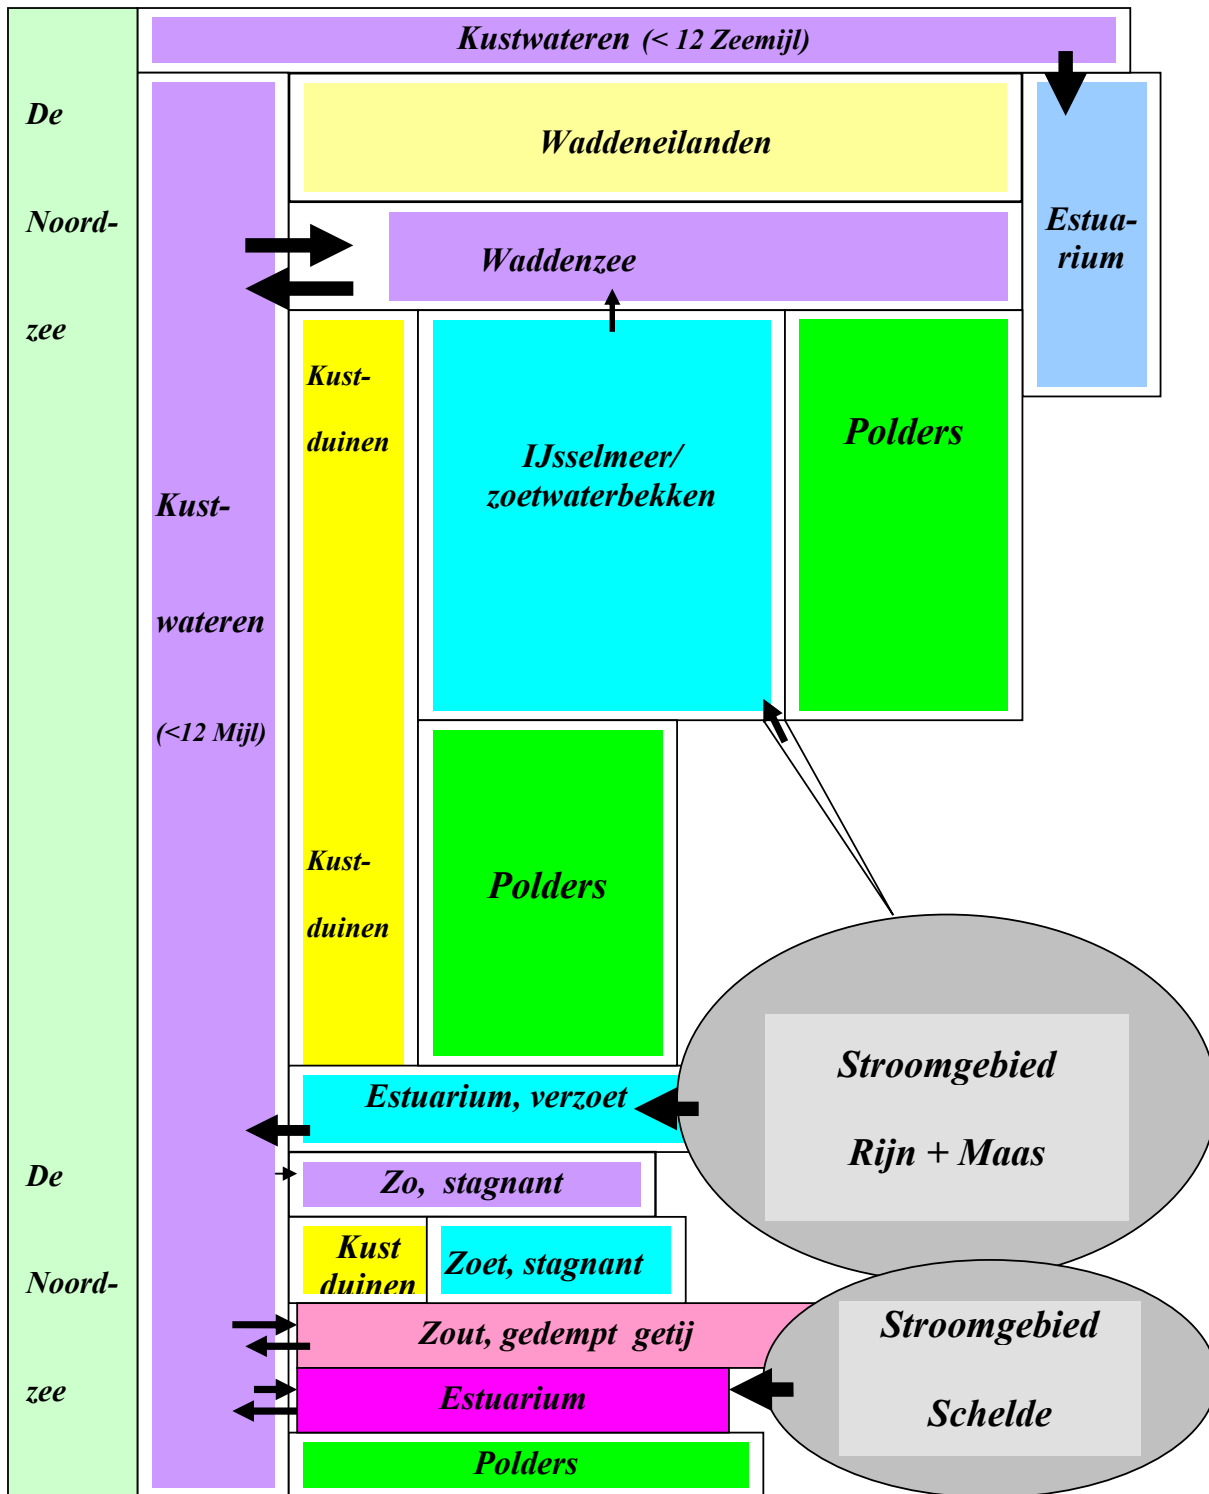 Kustwateren (< 12 Zeemijl)
De
Noord-
zee
Waddeneilanden
Estua-
rium
Waddenzee
Kust-
duinen
IJsselmeer/
zoetwaterbekken
Polders
Kust-
wateren
(<12 Mijl)
Kust-
duinen
Polders
Stroomgebied
Rijn + Maas
Estuarium, verzoet
De
Noord-
zee
Zo, stagnant
Kust
duinen
Zoet, stagnant
Zout, gedempt getij
Stroomgebied
Schelde
Estuarium
Polders